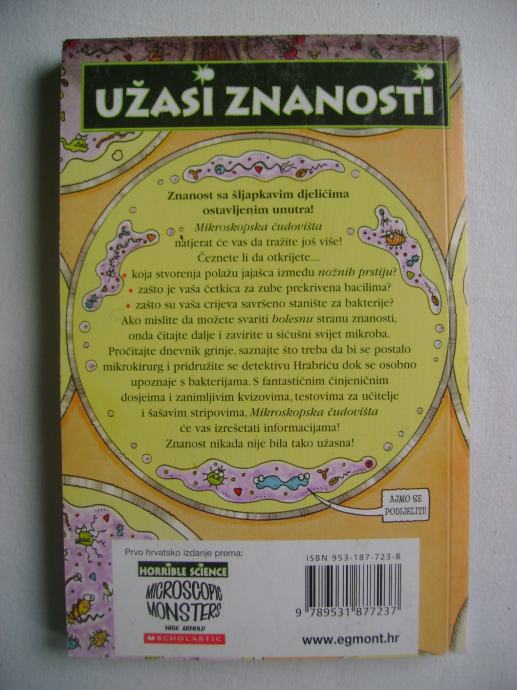 UŽASI ZNANOSTI
Znanost sa šljapkavim djelićima
ostavljenim unutra!
Mikroskopska čudovišta
natjerat će vas da tražite još više!
Čeznete li da otkrijete...
• koja stvorenja polažu jajašca između nožnih prstiju?
• zašto je vaša četkica za zube prekrivena bacilima?
• zašto su vaša crijeva savršeno stanište za bakterije?
Ako mislite da možete svariti bolesnu stranu znanosti,
onda čitajte dalje i zavirite u sićušni svijet mikroba.
Pročitajte dnevnik grinje, saznajte što treba da bi se postalo
mikrokirurg i pridružite se detektivu Hrabriću dok se osobno
upoznaje s bakterijama. S fantastičnim činjeničnim
dosjeima i zanimljivim kvizovima, testovima za učitelje
i šašavim stripovima, Mikroskopska čudovišta
će vas izrešetati informacijama!
Znanost nikada nije bila tako užasna!
AJMO SE
PODIJELITI!
Prvo hrvatsko izdanje prema:
HORRIBLE SCIENCE
MICROSCOPIC
MONSTERS
NICK ARNOLD
SCHOLASTIC
ISBN 953-187-723-8
9 789531 877237
www.egmont.hr